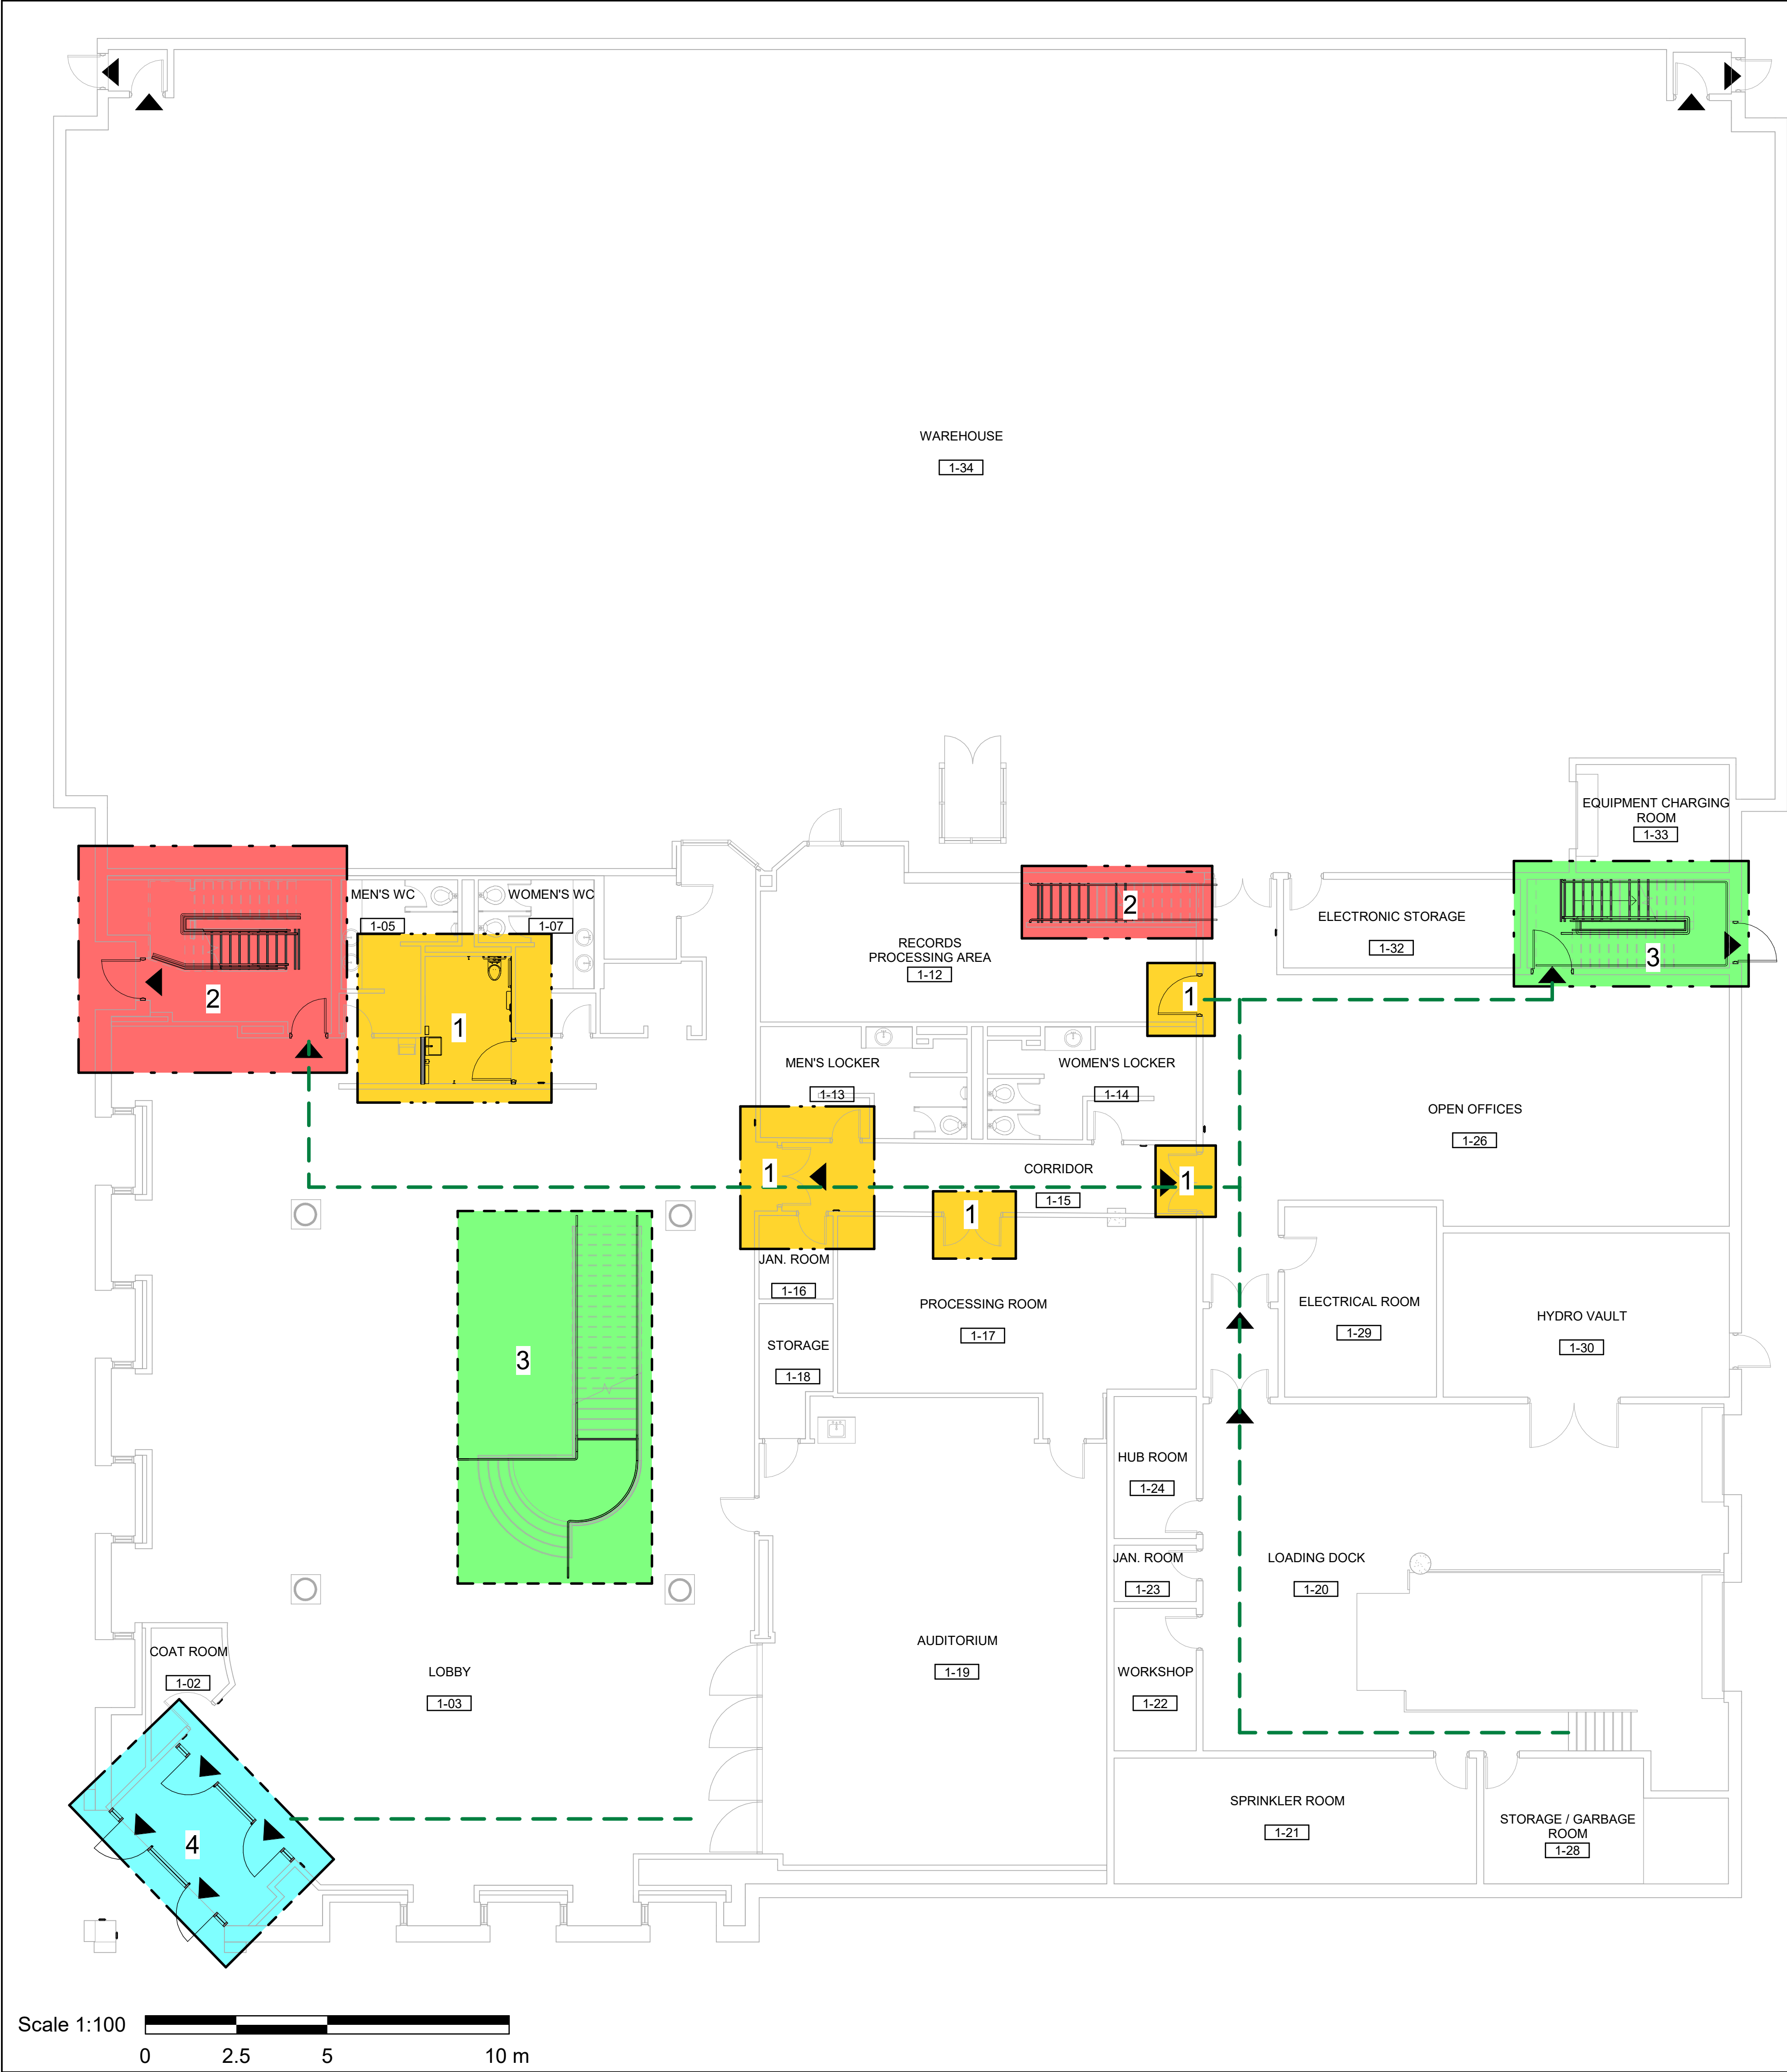 WAREHOUSE
1-34
EQUIPMENT CHARGING
ROOM
1-33
MEN'S WC
1-05
WOMEN'S WC
1-07
2
ELECTRONIC STORAGE
1-32
RECORDS
PROCESSING AREA
1-12
3
2
1
1
MEN'S LOCKER
1-13
WOMEN'S LOCKER
1-14
OPEN OFFICES
1-26
1
CORRIDOR
1-15
1
1
JAN. ROOM
1-16
PROCESSING ROOM
1-17
ELECTRICAL ROOM
1-29
HYDRO VAULT
1-30
STORAGE
1-18
3
HUB ROOM
1-24
JAN. ROOM
1-23
LOADING DOCK
1-20
COAT ROOM
1-02
LOBBY
1-03
AUDITORIUM
1-19
WORKSHOP
1-22
4
SPRINKLER ROOM
1-21
STORAGE / GARBAGE
ROOM
1-28
Scale 1:100
0 2.5 5 10 m